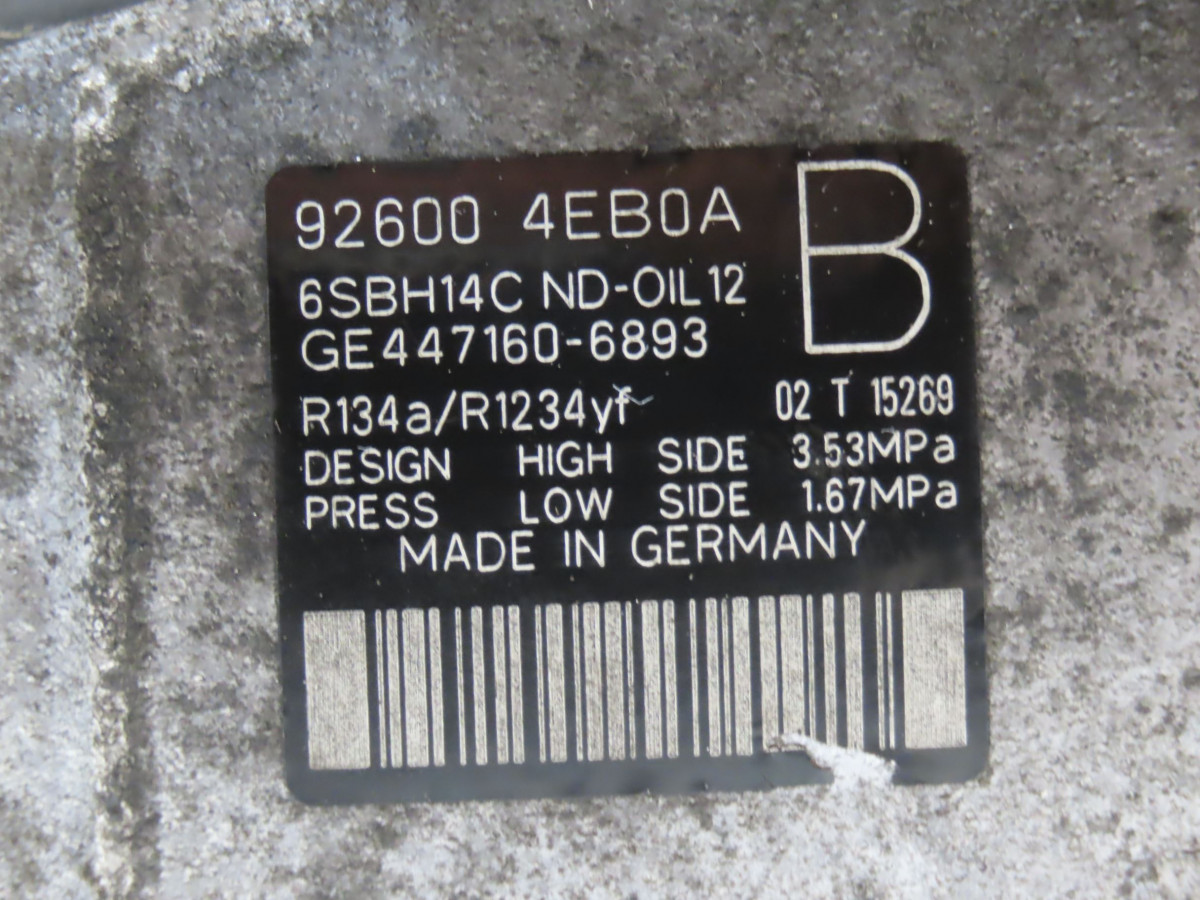 92600 4EB0A
B
6SBH14C ND-OIL12
GE447160-6893
R134a/R1234yf 02 T 15269
DESIGN HIGH SIDE 3.53MPa
PRESS LOW SIDE 1.67MPa
MADE IN GERMANY